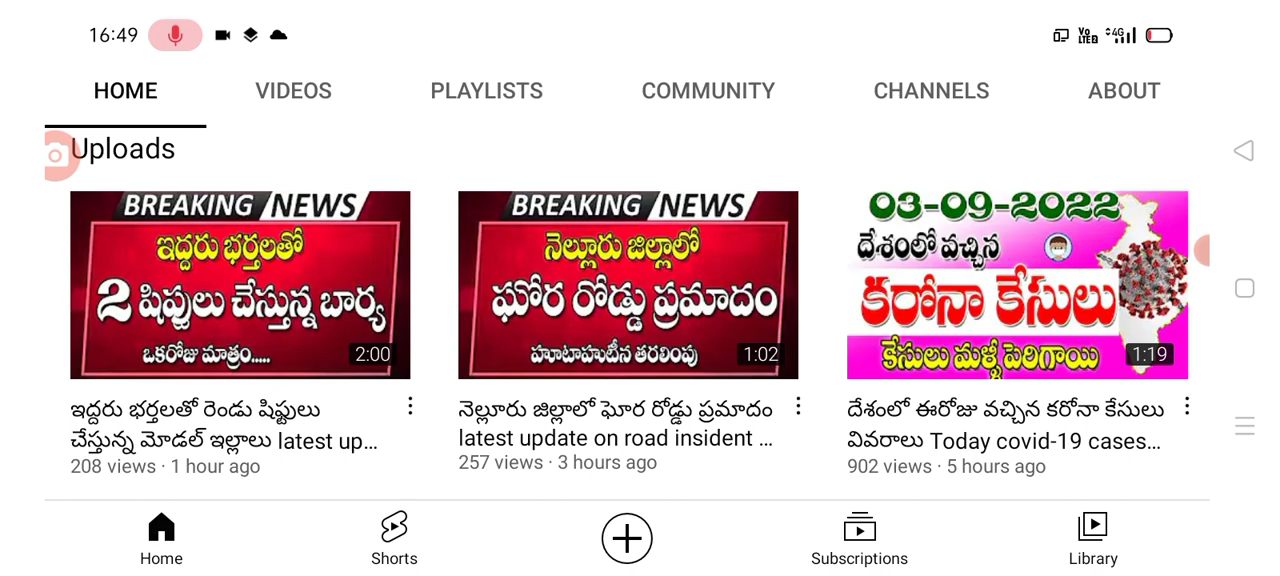 16:49
Vo LTE2 4G
HOME VIDEOS PLAYLISTS COMMUNITY CHANNELS ABOUT
Uploads
BREAKING NEWS
ఇద్దరు భర్తలతో
2 షిఫ్టులు చేస్తున్న బార్య
ఒకరోజు మాత్రం.....
2:00
ఇద్దరు భర్తలతో రెండు షిఫ్టులు
చేస్తున్న మోడల్ ఇల్లాలు latest up...
208 views · 1 hour ago
BREAKING NEWS
నెల్లూరు జిల్లాలో
ఘోర రోడ్డు ప్రమాదం
హుూటాహుటీన తరలింపు
1:02
నెల్లూరు జిల్లాలో ఘోర రోడ్డు ప్రమాదం
latest update on road insident ...
257 views · 3 hours ago
03-09-2022
దేశంలో వచ్చిన
కరోనా కేసులు
కేసులు మళ్ళీ పెరిగాయి
1:19
దేశంలో ఈరోజు వచ్చిన కరోనా కేసులు
వివరాలు Today covid-19 cases...
902 views · 5 hours ago
Home Shorts Subscriptions Library